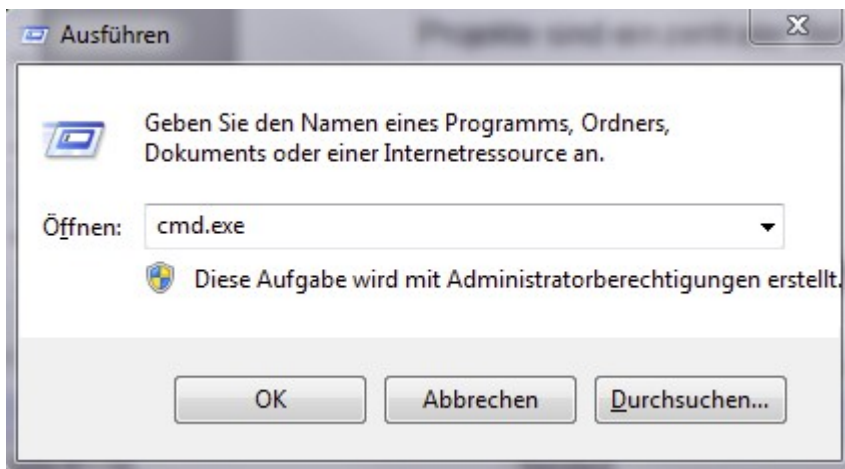 Ausführen
Geben Sie den Namen eines Programms, Ordners,
Dokuments oder einer Internetressource an.
Öffnen: cmd.exe
Diese Aufgabe wird mit Administratorberechtigungen erstellt.
OK Abbrechen Durchsuchen...